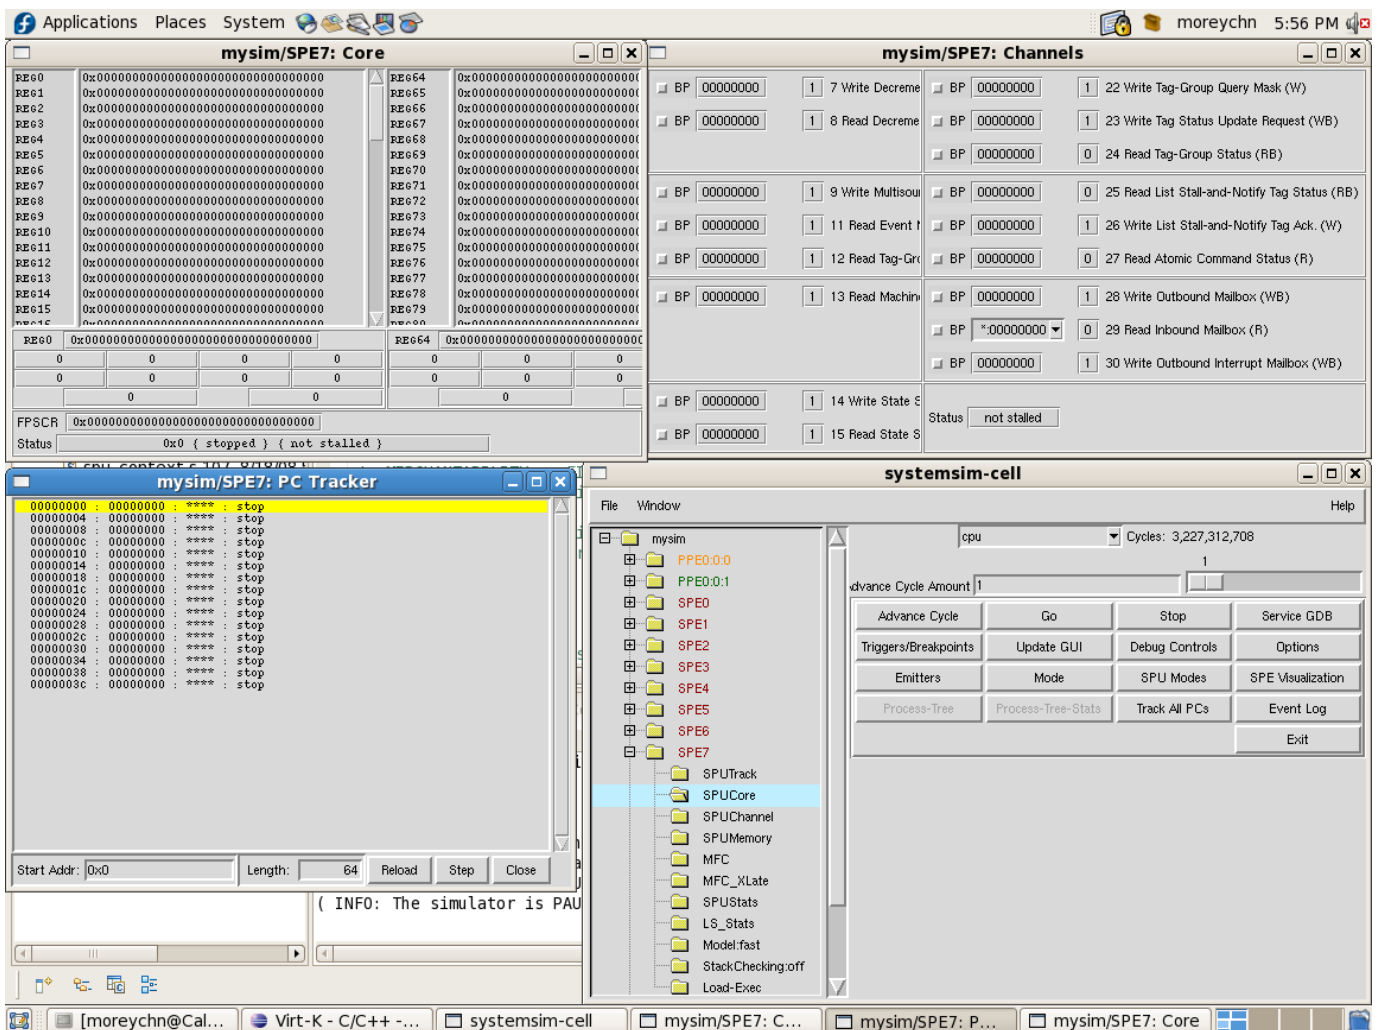 Applications Places System moreychn 5:56 PM
mysim/SPE7: Core
REG0 0x00000000000000000000000000000000 REG64
REG1 0x00000000000000000000000000000000 REG65
REG2 0x00000000000000000000000000000000 REG66
REG3 0x00000000000000000000000000000000 REG67
REG4 0x00000000000000000000000000000000 REG68
REG5 0x00000000000000000000000000000000 REG69
REG6 0x00000000000000000000000000000000 REG70
REG7 0x00000000000000000000000000000000 REG71
REG8 0x00000000000000000000000000000000 REG72
REG9 0x00000000000000000000000000000000 REG73
REG10 0x00000000000000000000000000000000 REG74
REG11 0x00000000000000000000000000000000 REG75
REG12 0x00000000000000000000000000000000 REG76
REG13 0x00000000000000000000000000000000 REG77
REG14 0x00000000000000000000000000000000 REG78
REG15 0x00000000000000000000000000000000 REG79
REG0 0x00000000000000000000000000000000 REG64
0 0 0 0 0 0 0
0 0 0 0 0 0 0
0 0 0
FPSCR 0x00000000000000000000000000000000
Status 0x0 { stopped } { not stalled }
mysim/SPE7: Channels
BP 00000000 1 7 Write Decreme BP 00000000 1 22 Write Tag-Group Query Mask (W)
BP 00000000 1 8 Read Decreme BP 00000000 1 23 Write Tag Status Update Request (WB)
BP 00000000 0 24 Read Tag-Group Status (RB)
BP 00000000 1 9 Write Multisou BP 00000000 0 25 Read List Stall-and-Notify Tag Status (RB)
BP 00000000 1 11 Read Event BP 00000000 1 26 Write List Stall-and-Notify Tag Ack. (W)
BP 00000000 1 12 Read Tag-Gr BP 00000000 0 27 Read Atomic Command Status (R)
BP 00000000 1 13 Read Machin BP 00000000 1 28 Write Outbound Mailbox (WB)
BP *:00000000 0 29 Read Inbound Mailbox (R)
BP 00000000 1 30 Write Outbound Interrupt Mailbox (WB)
BP 00000000 1 14 Write State
BP 00000000 1 15 Read State
Status not stalled
mysim/SPE7: PC Tracker
00000000 : 00000000 : **** : stop
00000004 : 00000000 : **** : stop
00000008 : 00000000 : **** : stop
0000000c : 00000000 : **** : stop
00000010 : 00000000 : **** : stop
00000014 : 00000000 : **** : stop
00000018 : 00000000 : **** : stop
0000001c : 00000000 : **** : stop
00000020 : 00000000 : **** : stop
00000024 : 00000000 : **** : stop
00000028 : 00000000 : **** : stop
0000002c : 00000000 : **** : stop
00000030 : 00000000 : **** : stop
00000034 : 00000000 : **** : stop
00000038 : 00000000 : **** : stop
0000003c : 00000000 : **** : stop
Start Addr: 0x0 Length: 64 Reload Step Close
( INFO: The simulator is PAU
systemsim-cell
File Window Help
mysim
PPE0:0:0
PPE0:0:1
SPE0
SPE1
SPE2
SPE3
SPE4
SPE5
SPE6
SPE7
SPUTrack
SPUCore
SPUChannel
SPUMemory
MFC
MFC_XLate
SPUStats
LS_Stats
Model:fast
StackChecking:off
Load-Exec
cpu Cycles: 3,227,312,708
1
dvance Cycle Amount 1
Advance Cycle Go Stop Service GDB
Triggers/Breakpoints Update GUI Debug Controls Options
Emitters Mode SPU Modes SPE Visualization
Process-Tree Process-Tree-Stats Track All PCs Event Log
Exit
[moreychn@Cal... Virt-K - C/C++ -... systemsim-cell mysim/SPE7: C... mysim/SPE7: P... mysim/SPE7: Core